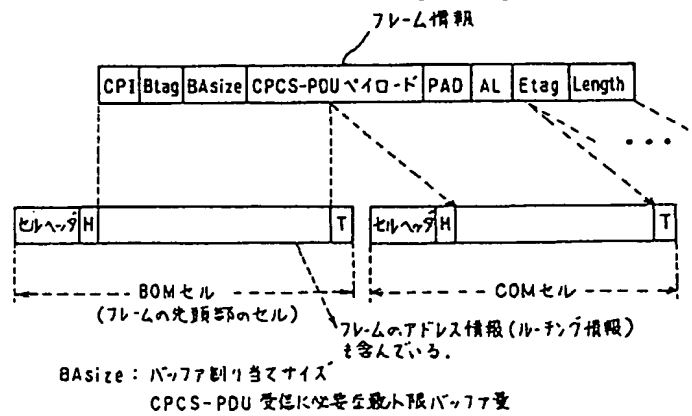 フレーム情報
CPI Btag BAsize CPCS-PDUペイロード PAD AL Etag Length
・・・
セルヘッダ H T セルヘッダ H T
BOMセル COMセル
(フレームの先頭部のセル)
フレームのアドレス情報(ルーチング情報)
も含んでいる.
BAsize: バッファ割り当てサイズ
CPCS-PDU 受信に必要な最小限バッファ量